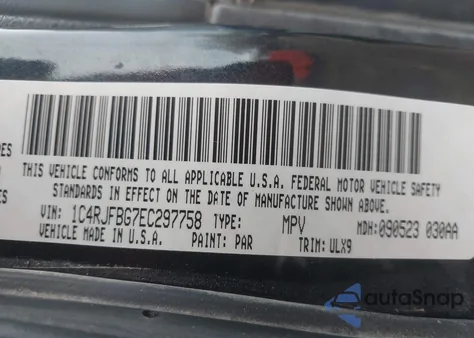 RES
THIS VEHICLE CONFORMS TO ALL APPLICABLE U.S.A. FEDERAL MOTOR VEHICLE SAFETY
STANDARDS IN EFFECT ON THE DATE OF MANUFACTURE SHOWN ABOVE.
VIN: 1C4RJFBG7EC297758 TYPE: MPV MDH: 090523 030AA
VEHICLE MADE IN U.S.A. PAINT: PAR TRIM: ULX9
autoSnap